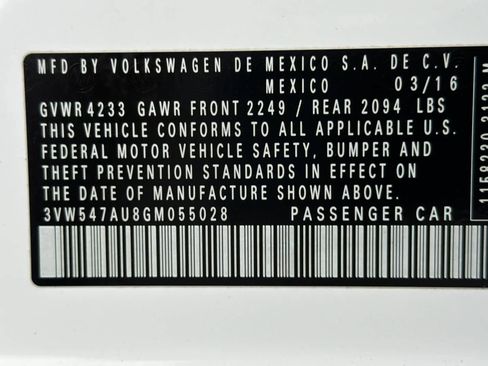 MFD BY VOLKSWAGEN DE MEXICO S.A. DE C.V.
MEXICO 03/16
GVWR 4233 GAWR FRONT 2249 / REAR 2094 LBS
THIS VEHICLE CONFORMS TO ALL APPLICABLE U.S.
FEDERAL MOTOR VEHICLE SAFETY, BUMPER AND
THEFT PREVENTION STANDARDS IN EFFECT ON
THE DATE OF MANUFACTURE SHOWN ABOVE.
3VW547AU8GM055028 PASSENGER CAR